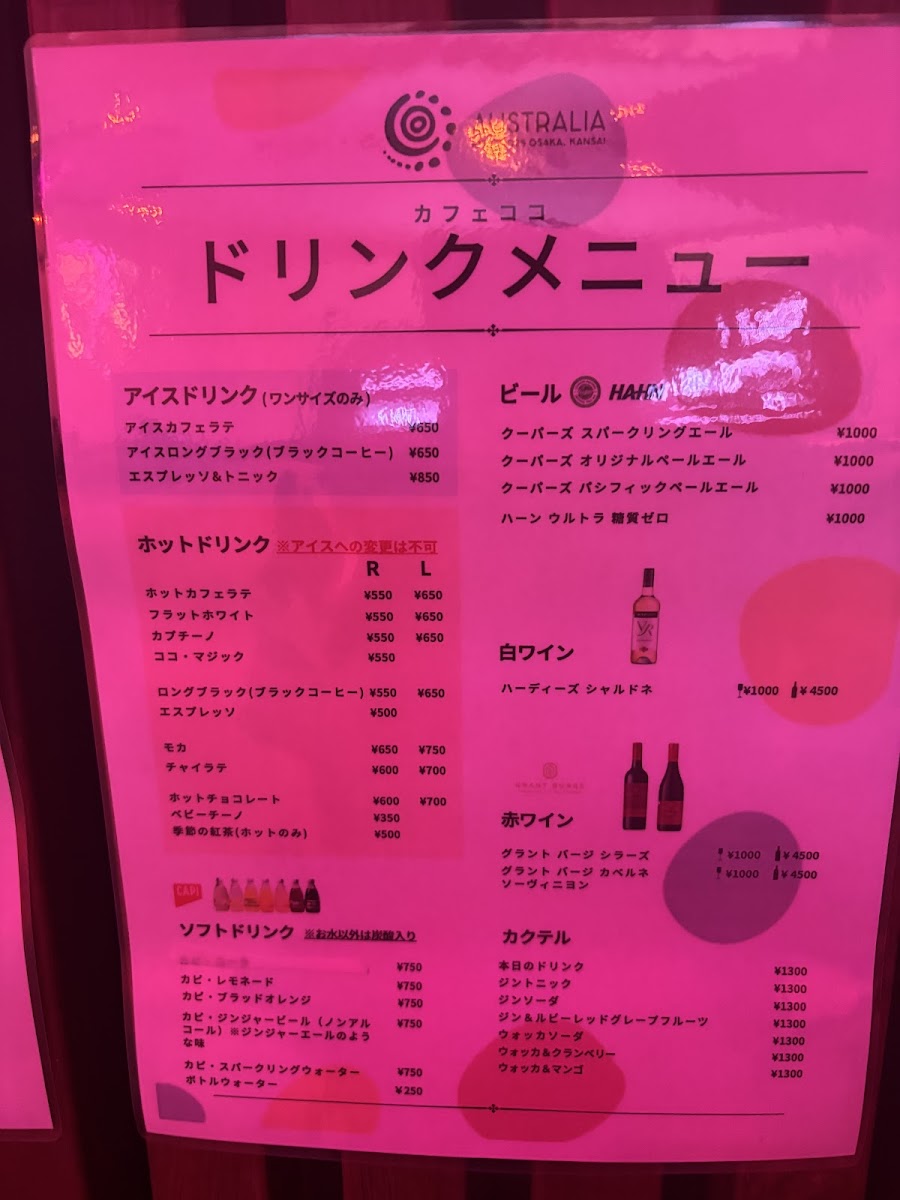 AUSTRALIA
OSAKA, KANSAI
カフェココ
ドリンクメニュー
アイスドリンク (ワンサイズのみ)
アイスカフェラテ ¥650
アイスロングブラック(ブラックコーヒー) ¥650
エスプレッソ&トニック ¥850
ホットドリンク ※アイスへの変更は不可
R L
ホットカフェラテ ¥550 ¥650
フラットホワイト ¥550 ¥650
カプチーノ ¥550 ¥650
ココ・マジック ¥550
ロングブラック(ブラックコーヒー) ¥550 ¥650
エスプレッソ ¥500
モカ ¥650 ¥750
チャイラテ ¥600 ¥700
ホットチョコレート ¥600 ¥700
ベビーチーノ ¥350
季節の紅茶(ホットのみ) ¥500
CAPI
ソフトドリンク ※お水以外は炭酸入り
¥750
カピ・レモネード ¥750
カピ・ブラッドオレンジ ¥750
カピ・ジンジャービール（ノンアル ¥750
コール）※ジンジャーエールのよう
な味
カピ・スパークリングウォーター ¥750
ボトルウォーター ¥250
ビール HAHN
クーパーズ スパークリングエール ¥1000
クーパーズ オリジナルペールエール ¥1000
クーパーズ パシフィックペールエール ¥1000
ハーン ウルトラ 糖質ゼロ ¥1000
白ワイン
ハーディーズ シャルドネ ¥1000 ¥4500
GRANT BURGE
赤ワイン
グラント バージ シラーズ ¥1000 ¥4500
グラント バージ カベルネ ¥1000 ¥4500
ソーヴィニヨン
カクテル
本日のドリンク ¥1300
ジントニック ¥1300
ジンソーダ ¥1300
ジン＆ルビーレッドグレープフルーツ ¥1300
ウォッカソーダ ¥1300
ウォッカ&クランベリー ¥1300
ウォッカ&マンゴ ¥1300